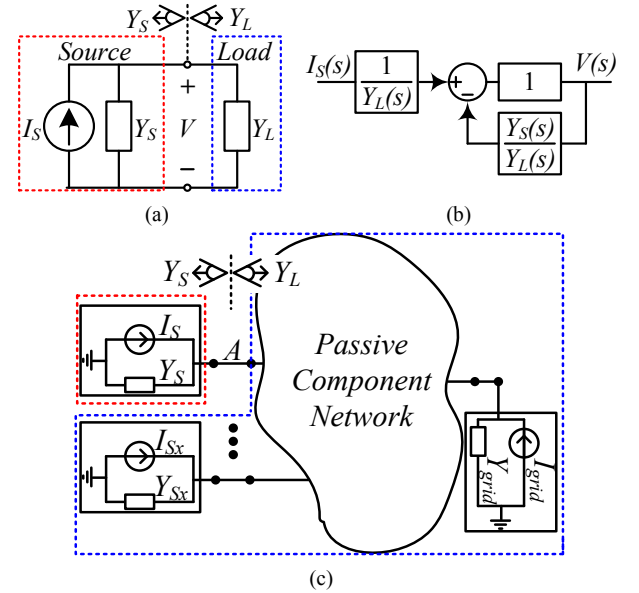 Y_S Y_L
Source Load
I_S Y_S + V − Y_L
(a)
I_S(s) 1/Y_L(s) + − 1 V(s)
Y_S(s)/Y_L(s)
(b)
Y_S Y_L
I_S
Y_S
A
I_Sx
Y_Sx
Passive
Component
Network
Y_grid I_grid
(c)